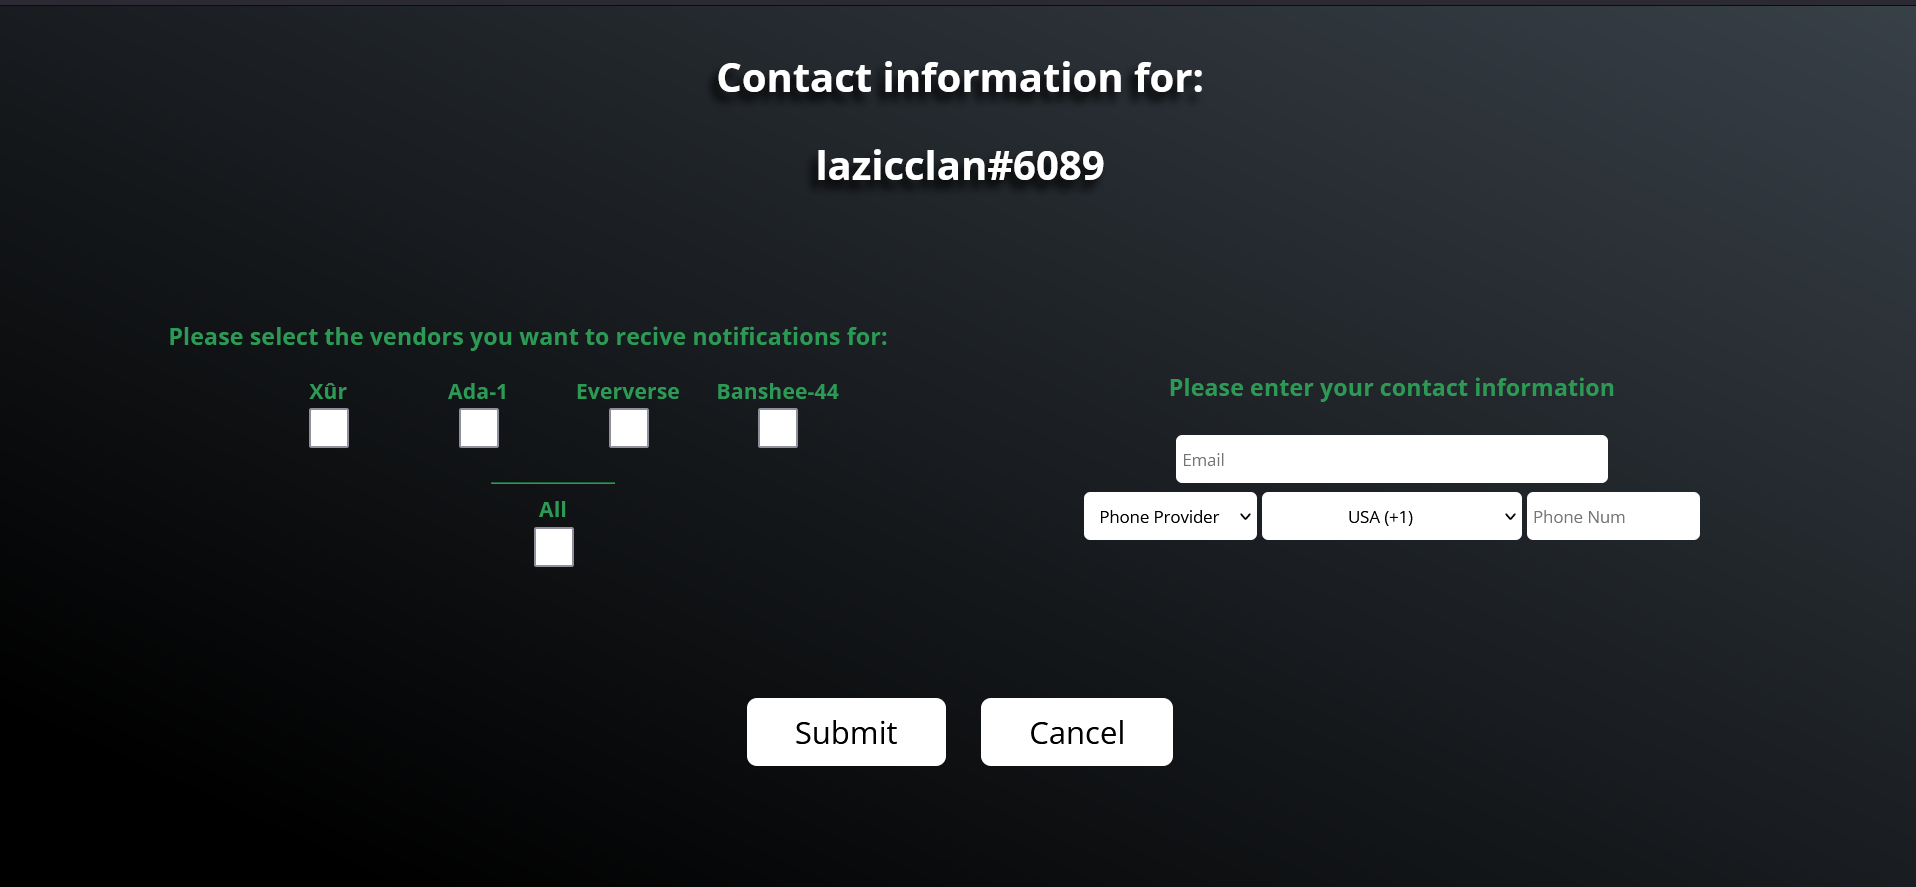 Contact information for:
lazicclan#6089
Please select the vendors you want to recive notifications for:
Xûr Ada-1 Eververse Banshee-44
All
Please enter your contact information
Email
Phone Provider USA (+1) Phone Num
Submit Cancel